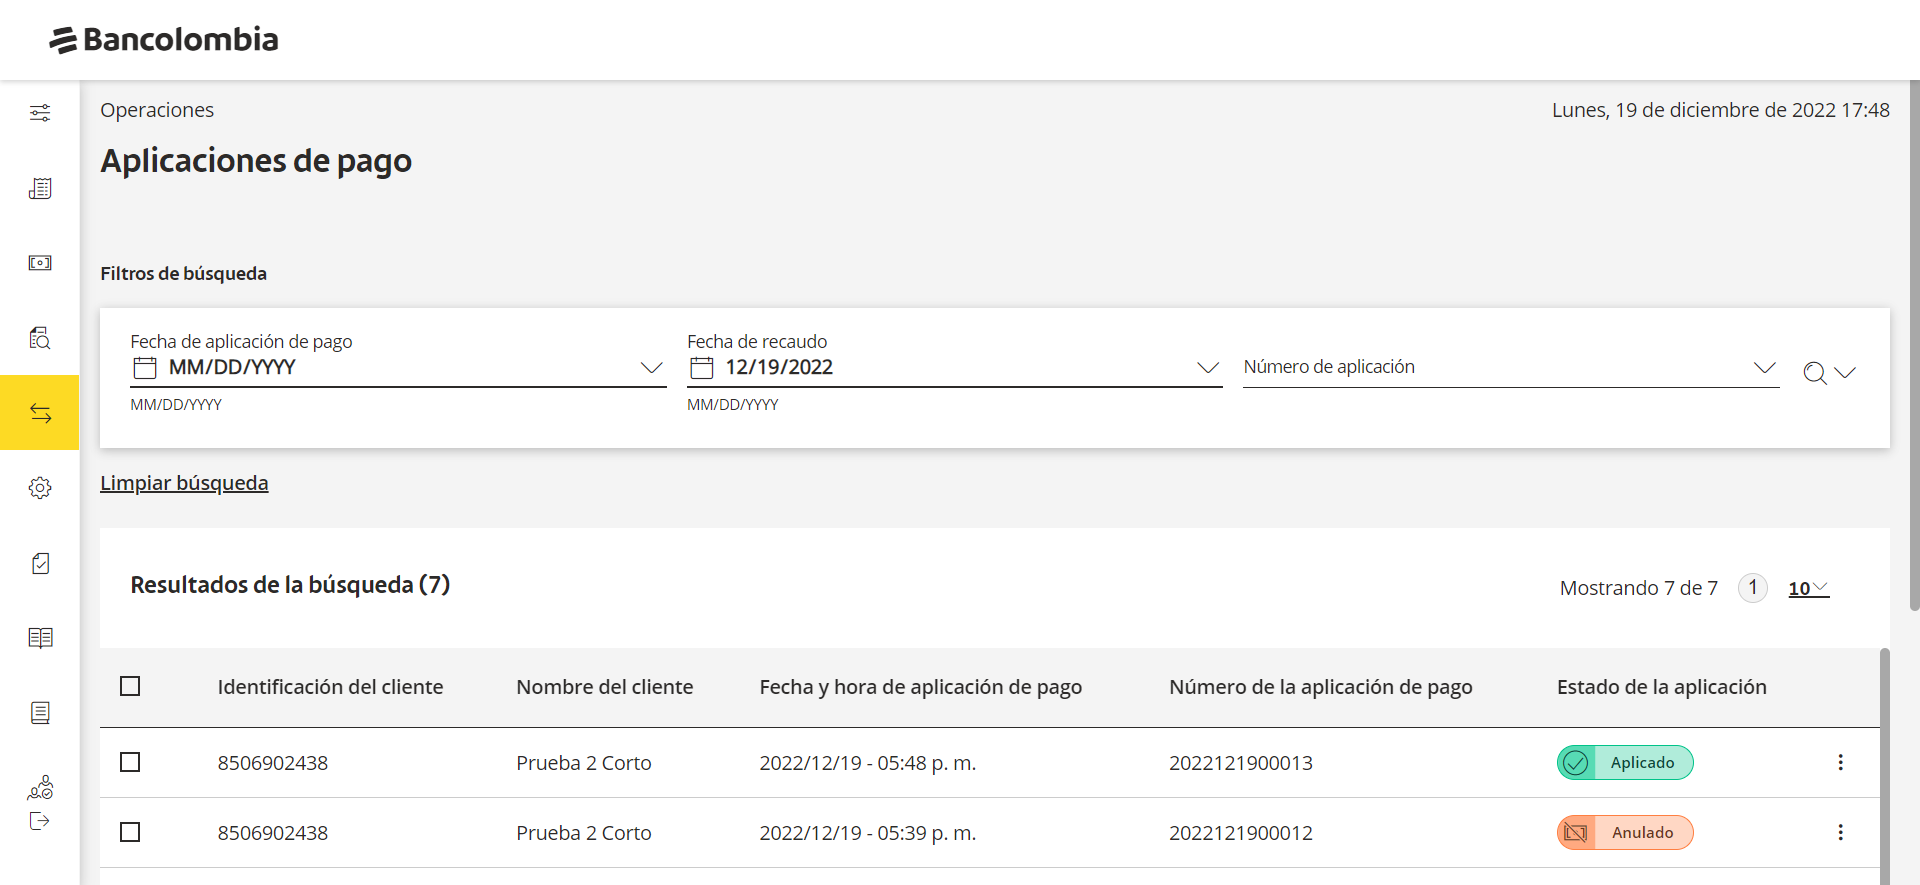 Bancolombia
Operaciones
Lunes, 19 de diciembre de 2022 17:48
Aplicaciones de pago
Filtros de búsqueda
Fecha de aplicación de pago
MM/DD/YYYY
MM/DD/YYYY
Fecha de recaudo
12/19/2022
MM/DD/YYYY
Número de aplicación
Limpiar búsqueda
Resultados de la búsqueda (7)
Mostrando 7 de 7 1 10
Identificación del cliente Nombre del cliente Fecha y hora de aplicación de pago Número de la aplicación de pago Estado de la aplicación
8506902438 Prueba 2 Corto 2022/12/19 - 05:48 p. m. 2022121900013 Aplicado
8506902438 Prueba 2 Corto 2022/12/19 - 05:39 p. m. 2022121900012 Anulado